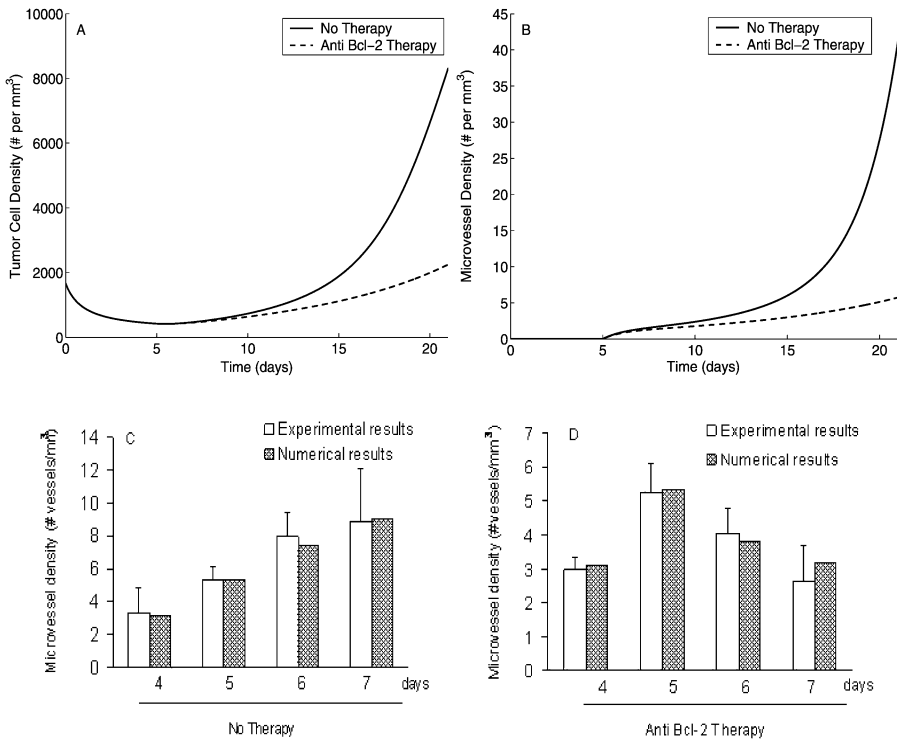 A
No Therapy
Anti Bcl-2 Therapy
Tumor Cell Density (# per mm³)
10000
8000
6000
4000
2000
0
0 5 10 15 20
Time (days)
B
No Therapy
Anti Bcl-2 Therapy
Microvessel Density (# per mm³)
45
40
35
30
25
20
15
10
5
0
0 5 10 15 20
Time (days)
C
Experimental results
Numerical results
Microvessel density (# vessels/mm³)
14
12
10
8
6
4
2
0
4 5 6 7 days
No Therapy
D
Experimental results
Numerical results
Microvessel density (# vessels/mm³)
7
6
5
4
3
2
1
0
4 5 6 7 days
Anti Bcl-2 Therapy